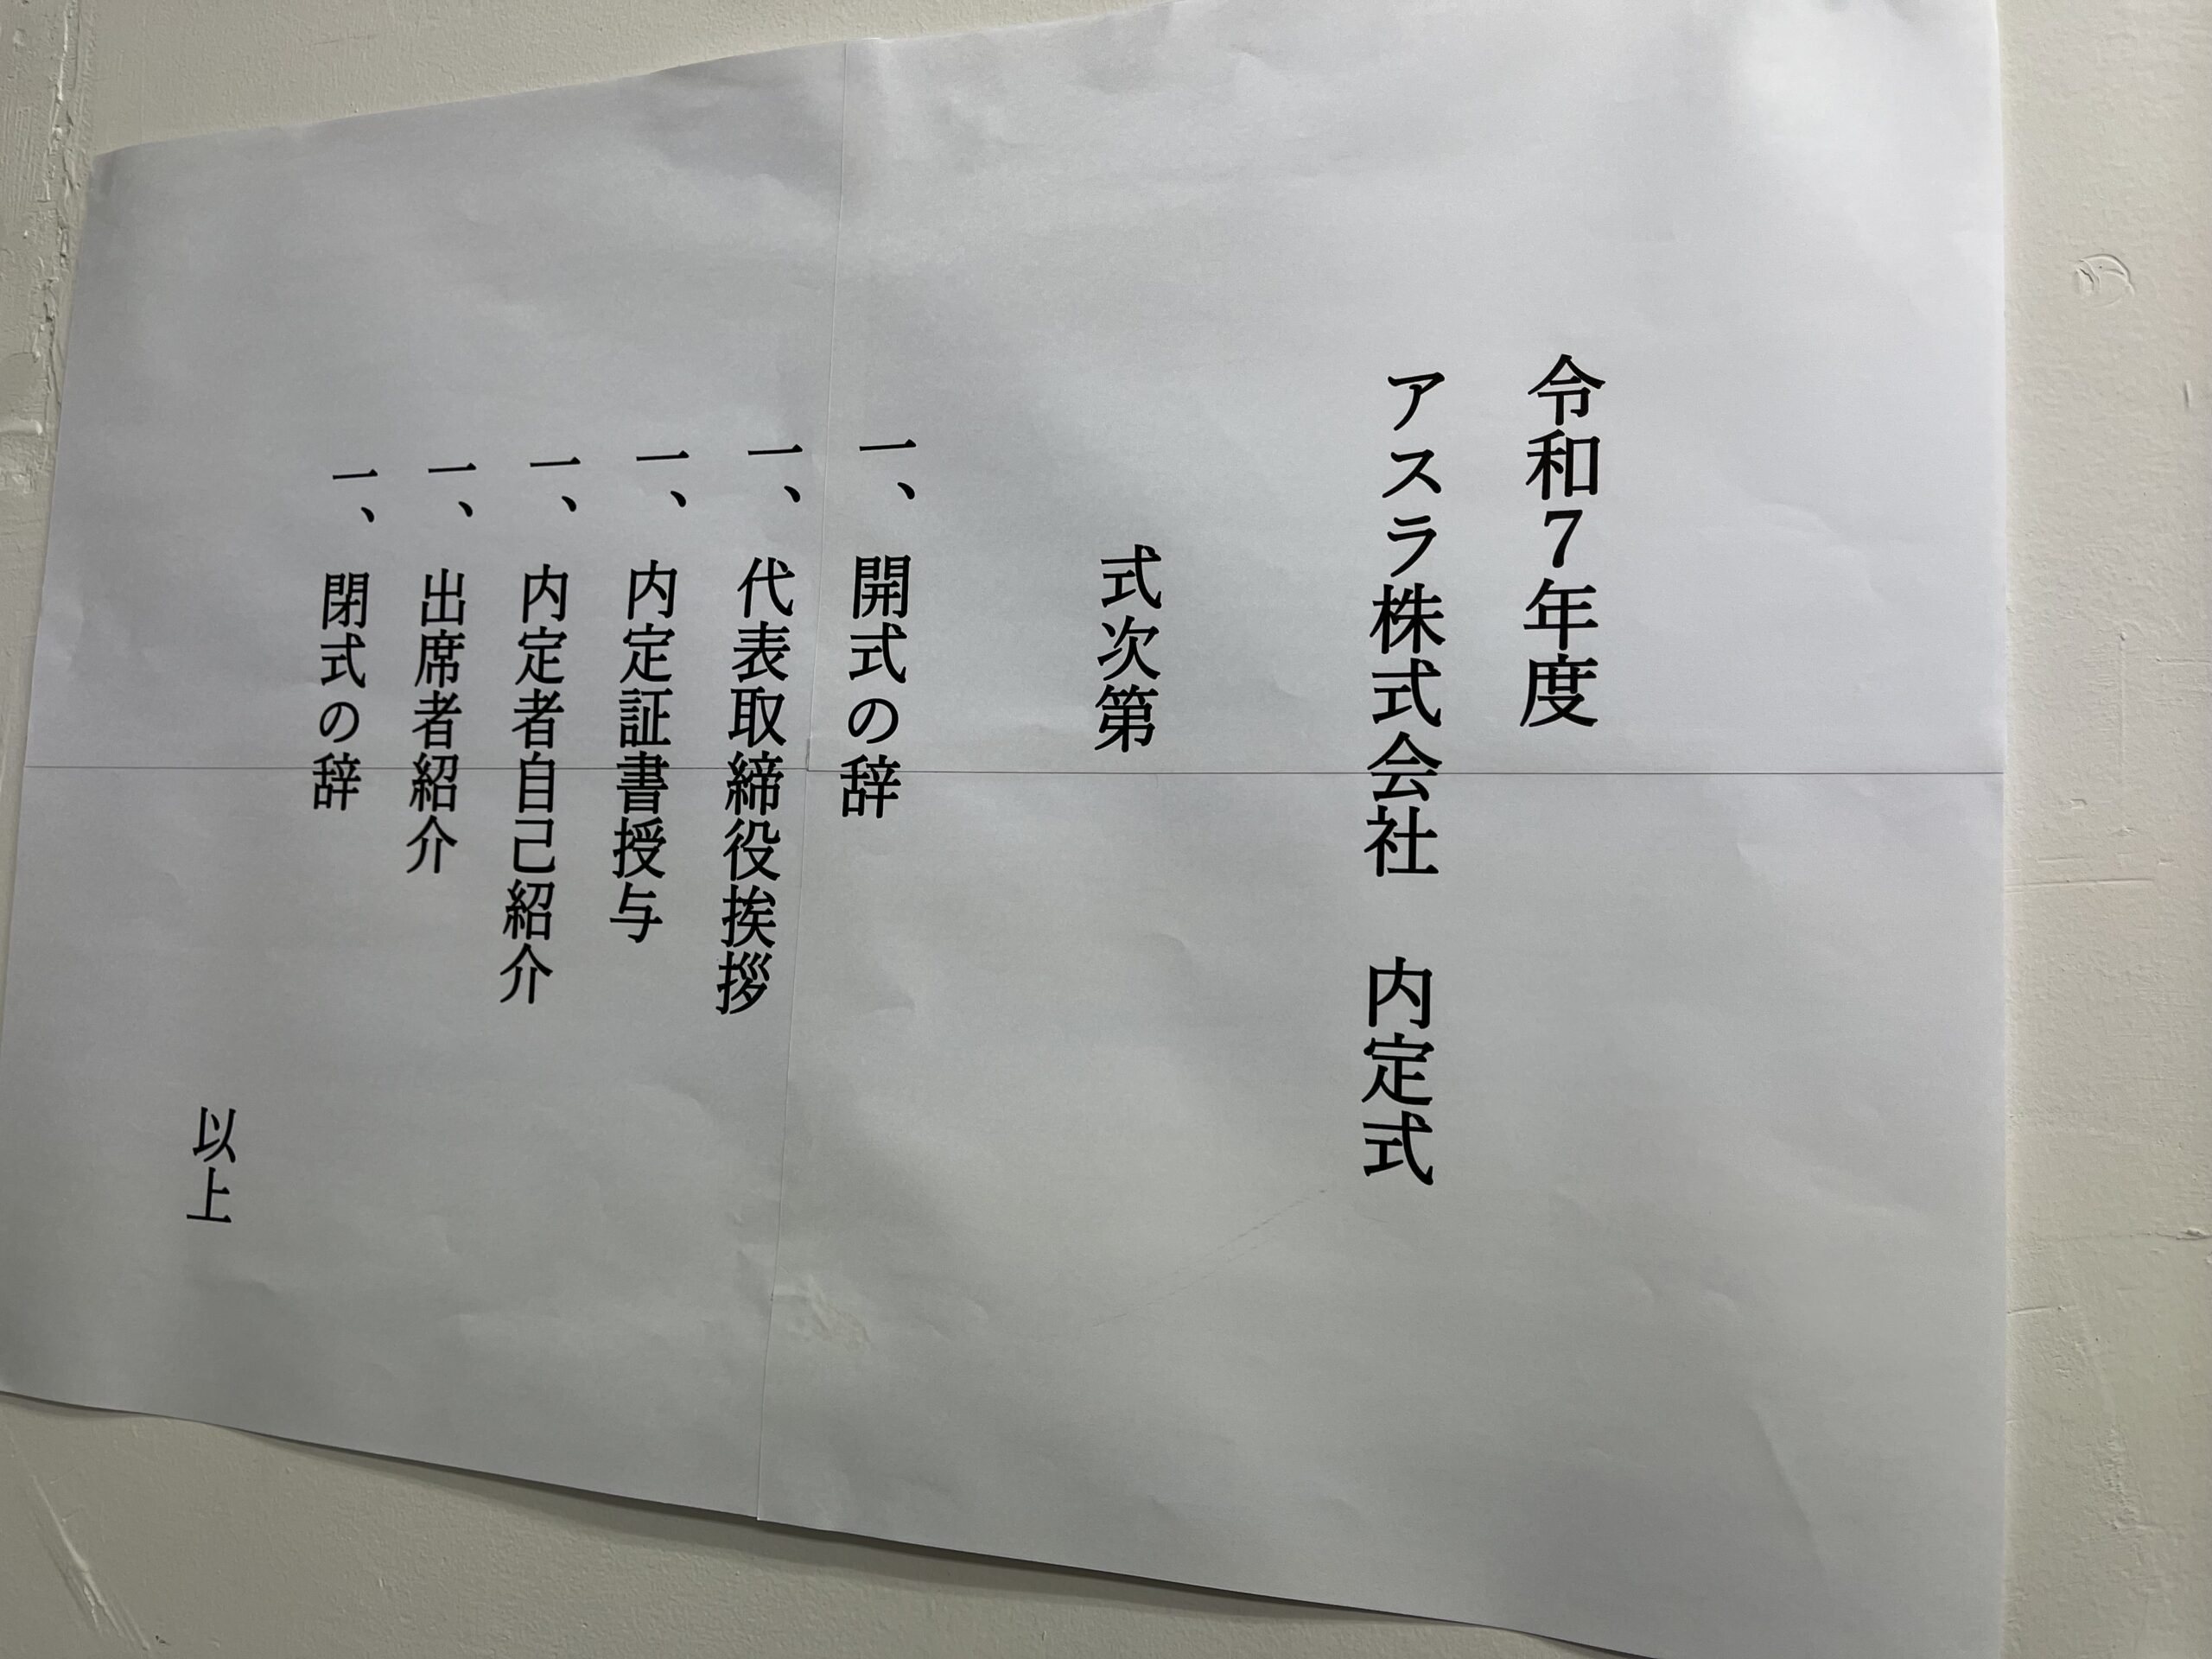 令和7年度
アスラ株式会社　内定式
式次第
一、開式の辞
一、代表取締役挨拶
一、内定証書授与
一、内定者自己紹介
一、出席者紹介
一、閉式の辞
以上